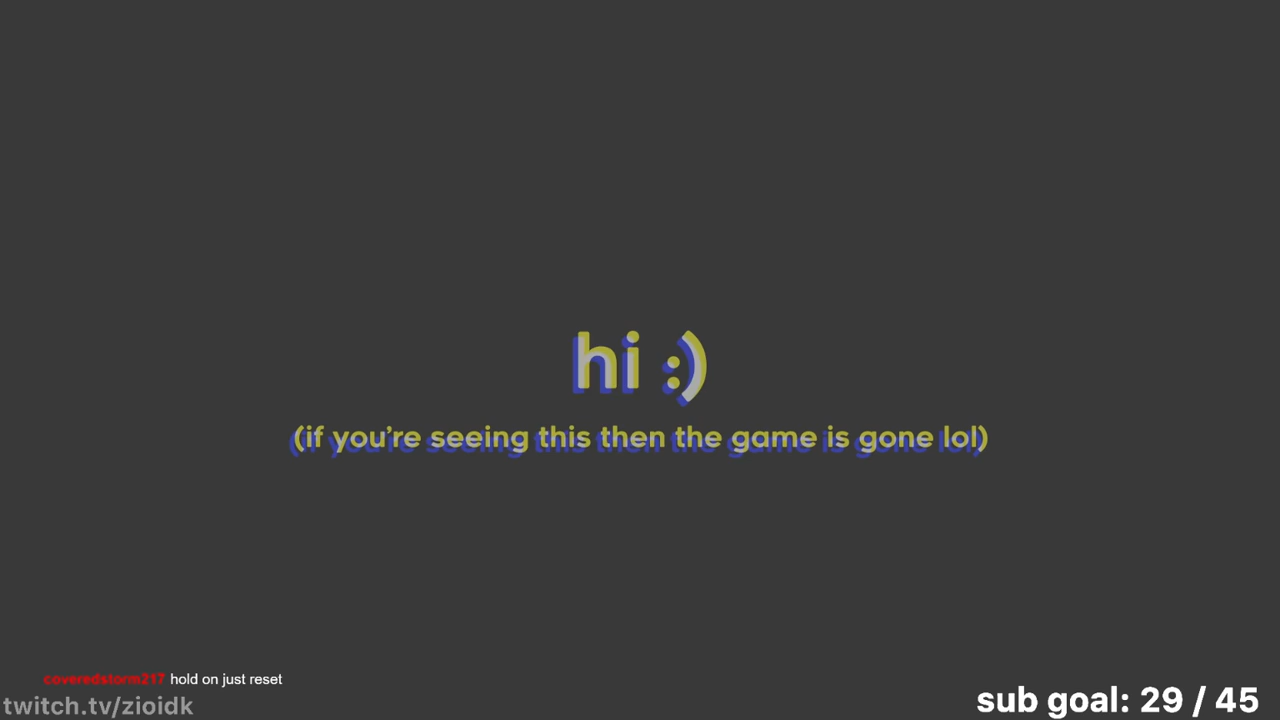 hi :)
(if you’re seeing this then the game is gone lol)
coveredstorm217 hold on just reset
twitch.tv/zioidk
sub goal: 29 / 45